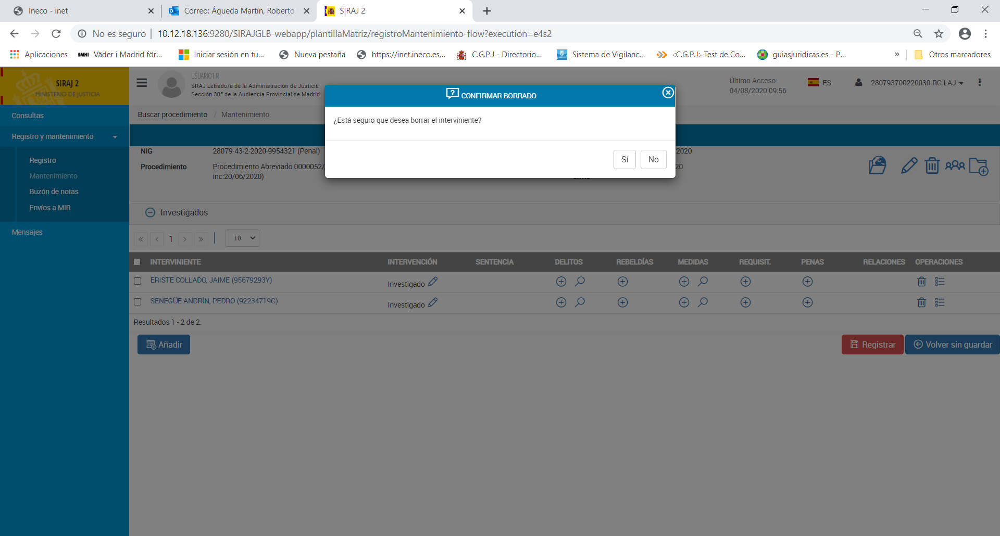 Ineco - inet
Correo: Águeda Martín, Roberto
SIRAJ 2
No es seguro
10.12.18.136:9280/SIRAJGLB-webapp/plantillaMatriz/registroMantenimiento-flow?execution=e4s2
Aplicaciones
SMHI Väder i Madrid för...
Iniciar sesión en tu...
Nueva pestaña
https://inet.ineco.es...
C.G.P.J - Directorio...
Sistema de Vigilanc...
·:C.G.P.J:· Test de Co...
guiasjuridicas.es - P...
»
Otros marcadores
SIRAJ 2
MINISTERIO DE JUSTICIA
USUARIO1 R
SRAJ Letrado/a de la Administración de Justicia
Sección 30ª de la Audiencia Provincial de Madrid
Último Acceso:
04/08/2020 09:56
ES
280793700220030-RG.LAJ
Consultas
Registro y mantenimiento
Registro
Mantenimiento
Buzón de notas
Envíos a MIR
Mensajes
Buscar procedimiento / Mantenimiento
CONFIRMAR BORRADO
¿Está seguro que desea borrar el interviniente?
Sí
No
NIG 28079-43-2-2020-9954321 (Penal) /2020
Procedimiento Procedimiento Abreviado 0000052/ 20
inc:20/06/2020)
Investigados
« ‹ 1 › » 10
INTERVINIENTE INTERVENCIÓN SENTENCIA DELITOS REBELDÍAS MEDIDAS REQUISIT. PENAS RELACIONES OPERACIONES
ERISTE COLLADO, JAIME (95679293Y) Investigado
SENEGÜE ANDRÍN, PEDRO (92234719G) Investigado
Resultados 1 - 2 de 2.
Añadir
Registrar
Volver sin guardar